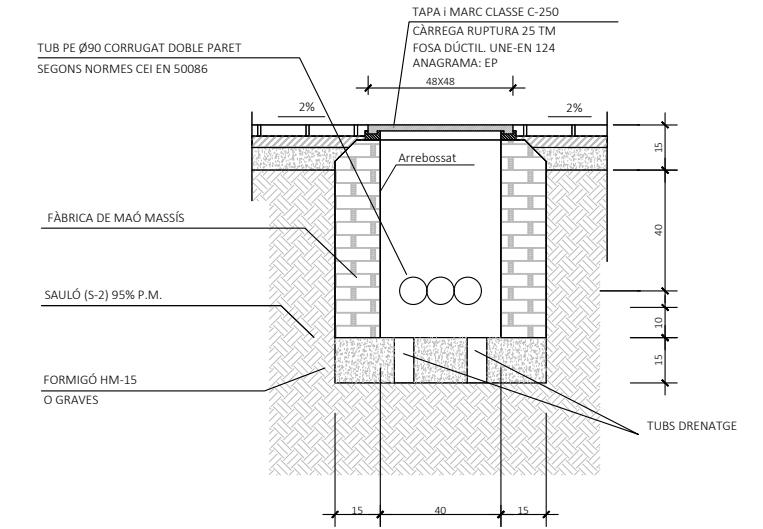 TAPA i MARC CLASSE C-250
CÀRREGA RUPTURA 25 TM
FOSA DÚCTIL. UNE-EN 124
ANAGRAMA: EP
TUB PE Ø90 CORRUGAT DOBLE PARET
SEGONS NORMES CEI EN 50086
48X48
2%
2%
15
Arrebossat
FÀBRICA DE MAÓ MASSÍS
40
SAULÓ (S-2) 95% P.M.
10
15
FORMIGÓ HM-15
O GRAVES
TUBS DRENATGE
15
40
15